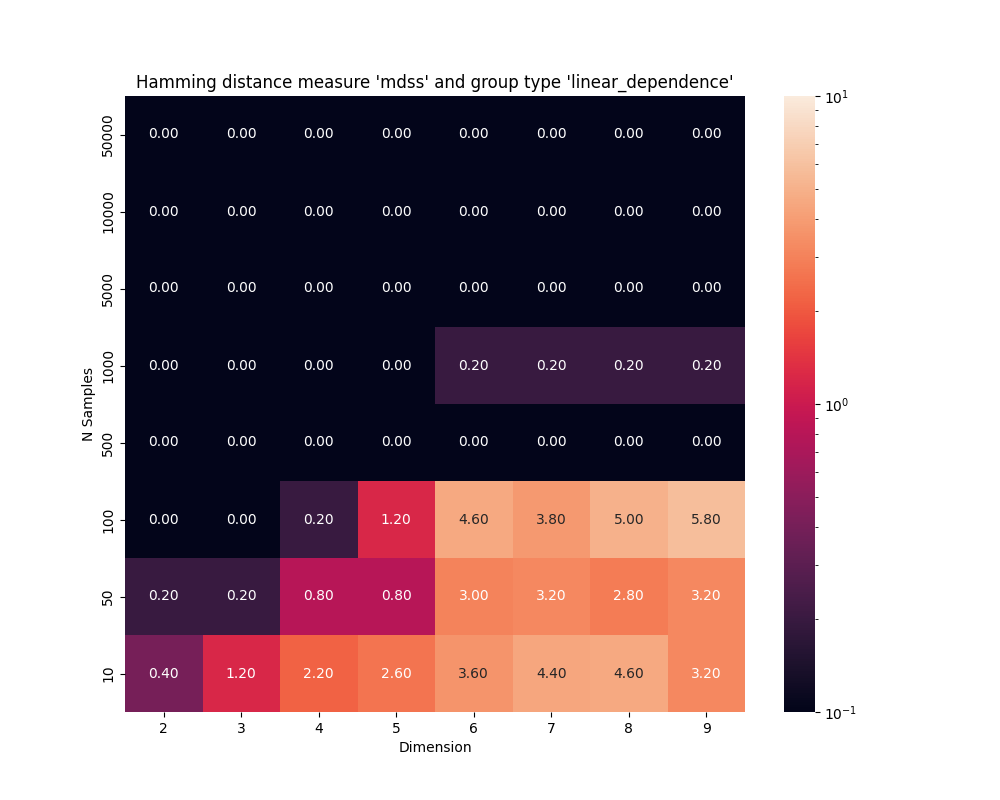 Hamming distance measure 'mdss' and group type 'linear_dependence'
50000 0.00 0.00 0.00 0.00 0.00 0.00 0.00 0.00
10000 0.00 0.00 0.00 0.00 0.00 0.00 0.00 0.00
5000 0.00 0.00 0.00 0.00 0.00 0.00 0.00 0.00
1000 0.00 0.00 0.00 0.00 0.20 0.20 0.20 0.20
500 0.00 0.00 0.00 0.00 0.00 0.00 0.00 0.00
100 0.00 0.00 0.20 1.20 4.60 3.80 5.00 5.80
50 0.20 0.20 0.80 0.80 3.00 3.20 2.80 3.20
10 0.40 1.20 2.20 2.60 3.60 4.40 4.60 3.20
N Samples
2 3 4 5 6 7 8 9
Dimension
10¹
10⁰
10⁻¹